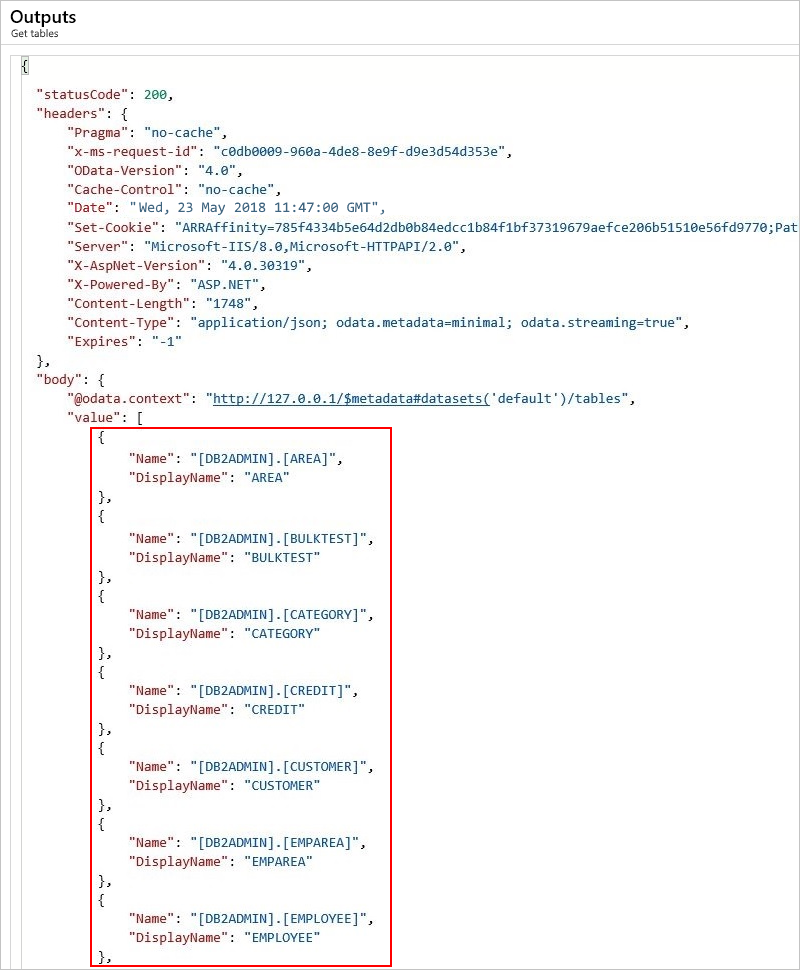 Outputs
Get tables
{
"statusCode": 200,
"headers": {
"Pragma": "no-cache",
"x-ms-request-id": "c0db0009-960a-4de8-8e9f-d9e3d54d353e",
"OData-Version": "4.0",
"Cache-Control": "no-cache",
"Date": "Wed, 23 May 2018 11:47:00 GMT",
"Set-Cookie": "ARRAffinity=785f4334b5e64d2db0b84edcc1b84f1bf37319679aefce206b51510e56fd9770;Pat
"Server": "Microsoft-IIS/8.0,Microsoft-HTTPAPI/2.0",
"X-AspNet-Version": "4.0.30319",
"X-Powered-By": "ASP.NET",
"Content-Length": "1748",
"Content-Type": "application/json; odata.metadata=minimal; odata.streaming=true",
"Expires": "-1"
},
"body": {
"@odata.context": "http://127.0.0.1/$metadata#datasets('default')/tables",
"value": [
{
"Name": "[DB2ADMIN].[AREA]",
"DisplayName": "AREA"
},
{
"Name": "[DB2ADMIN].[BULKTEST]",
"DisplayName": "BULKTEST"
},
{
"Name": "[DB2ADMIN].[CATEGORY]",
"DisplayName": "CATEGORY"
},
{
"Name": "[DB2ADMIN].[CREDIT]",
"DisplayName": "CREDIT"
},
{
"Name": "[DB2ADMIN].[CUSTOMER]",
"DisplayName": "CUSTOMER"
},
{
"Name": "[DB2ADMIN].[EMPAREA]",
"DisplayName": "EMPAREA"
},
{
"Name": "[DB2ADMIN].[EMPLOYEE]",
"DisplayName": "EMPLOYEE"
},